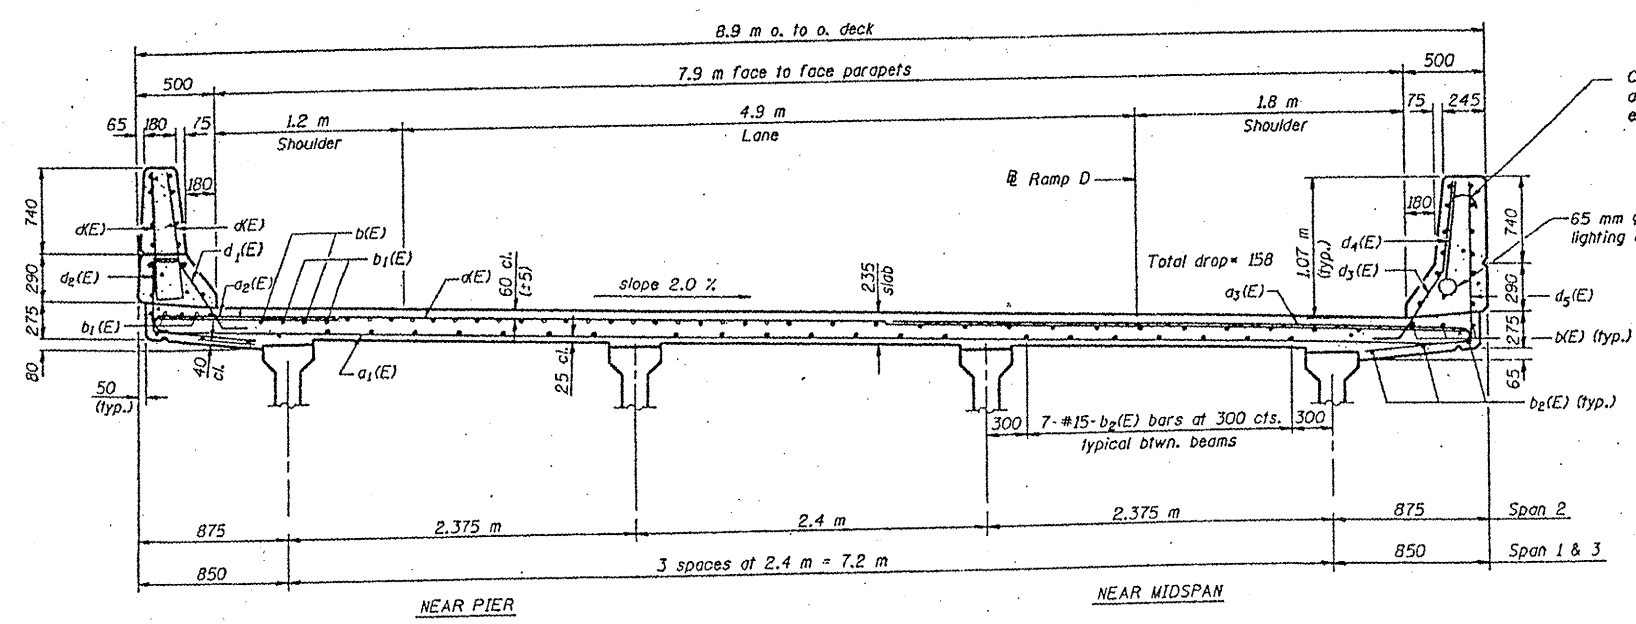 8.9 m o. to o. deck
500
7.9 m face to face parapets
500
65
180
75
1.2 m
Shoulder
4.9 m
Lane
1.8 m
Shoulder
75
245
180
℄ Ramp D
180
740
d(E)
d(E)
d1(E)
b(E)
b1(E)
d2(E)
a2(E)
a(E)
60 cl.
(±5)
slope 2.0 %
235
slab
Total drop= 158
1.07 m
(typ.)
d4(E)
d3(E)
a3(E)
740
65 mm
lighting
290
275
80
b1(E)
40
cl.
a1(E)
25 cl.
290
d5(E)
275
b(E) (typ.)
65
b2(E) (typ.)
50
(typ.)
300
7-#15-b2(E) bars at 300 cts.
typical btwn. beams
300
875
2.375 m
2.4 m
2.375 m
875
Span 2
850
3 spaces at 2.4 m = 7.2 m
850
Span 1 & 3
NEAR PIER
NEAR MIDSPAN